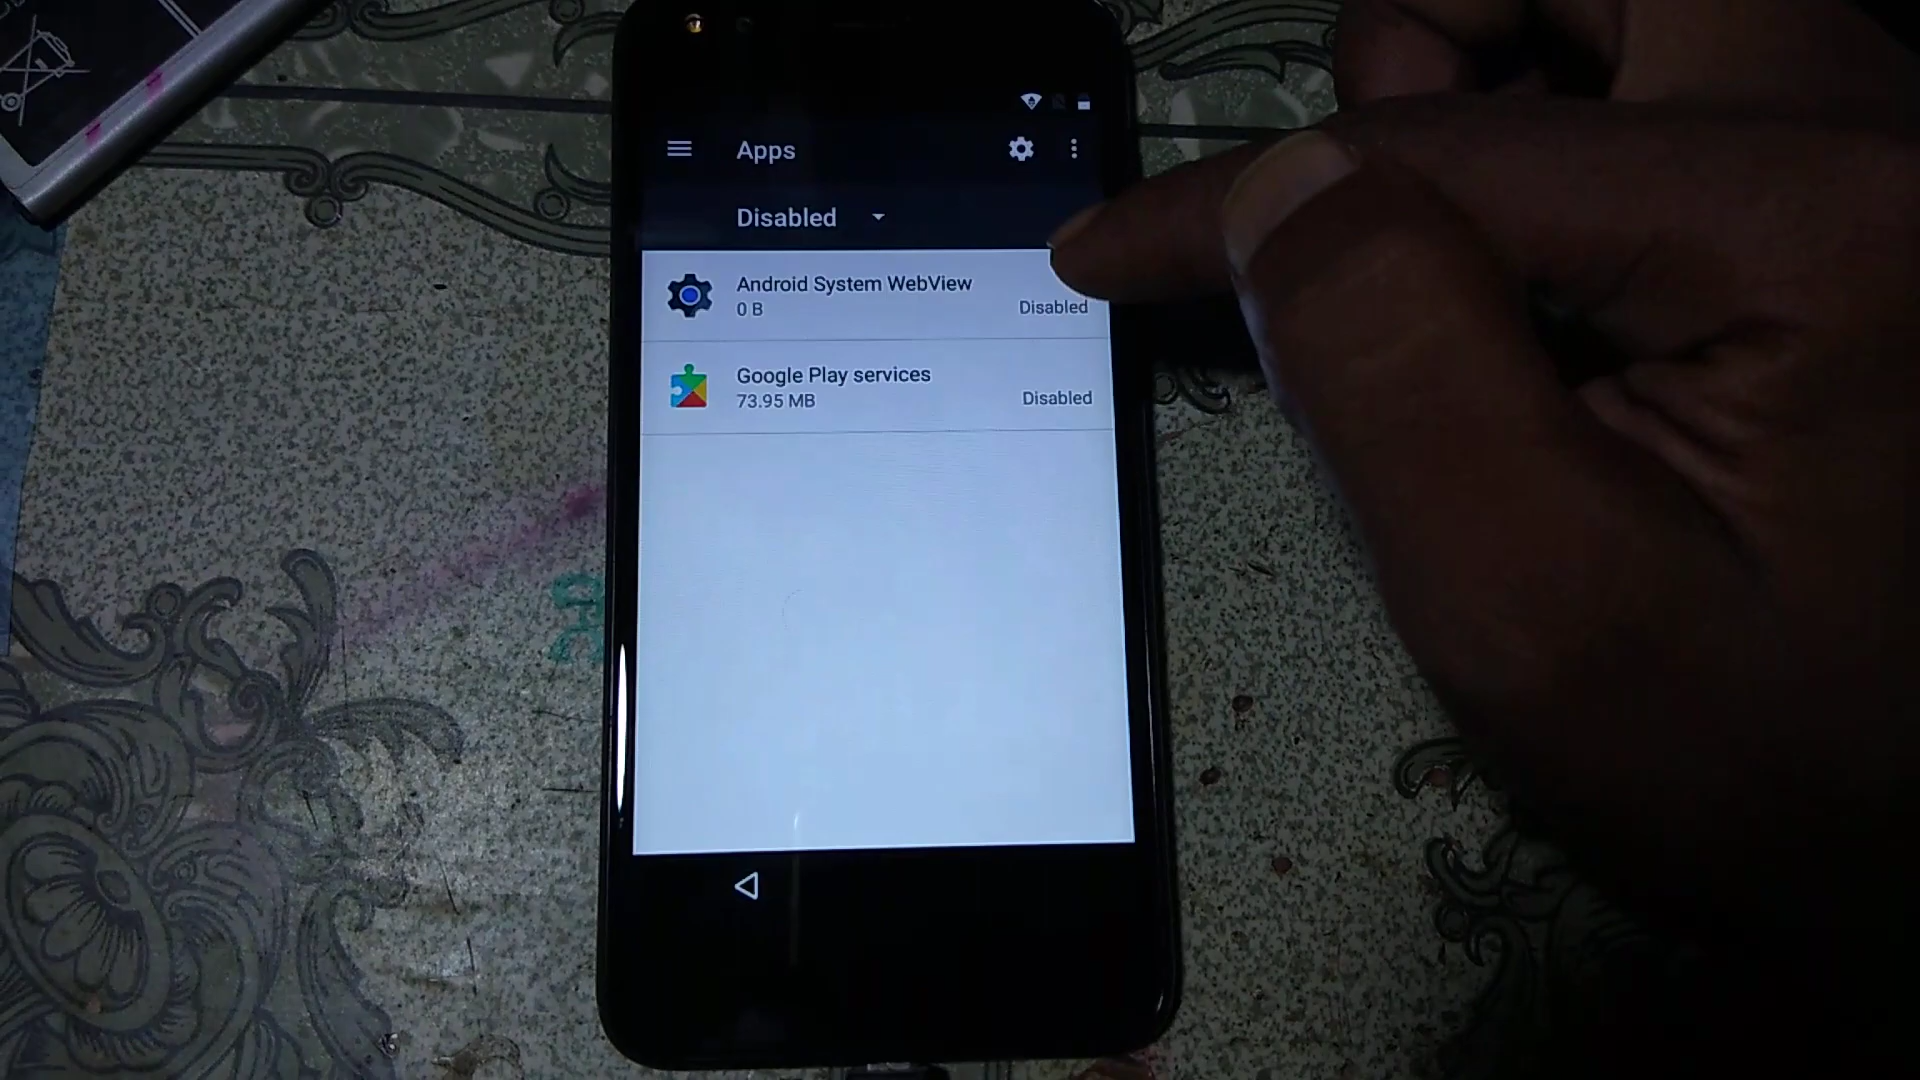 Apps
Disabled
Android System WebView
0 B
Disabled
Google Play services
73.95 MB
Disabled